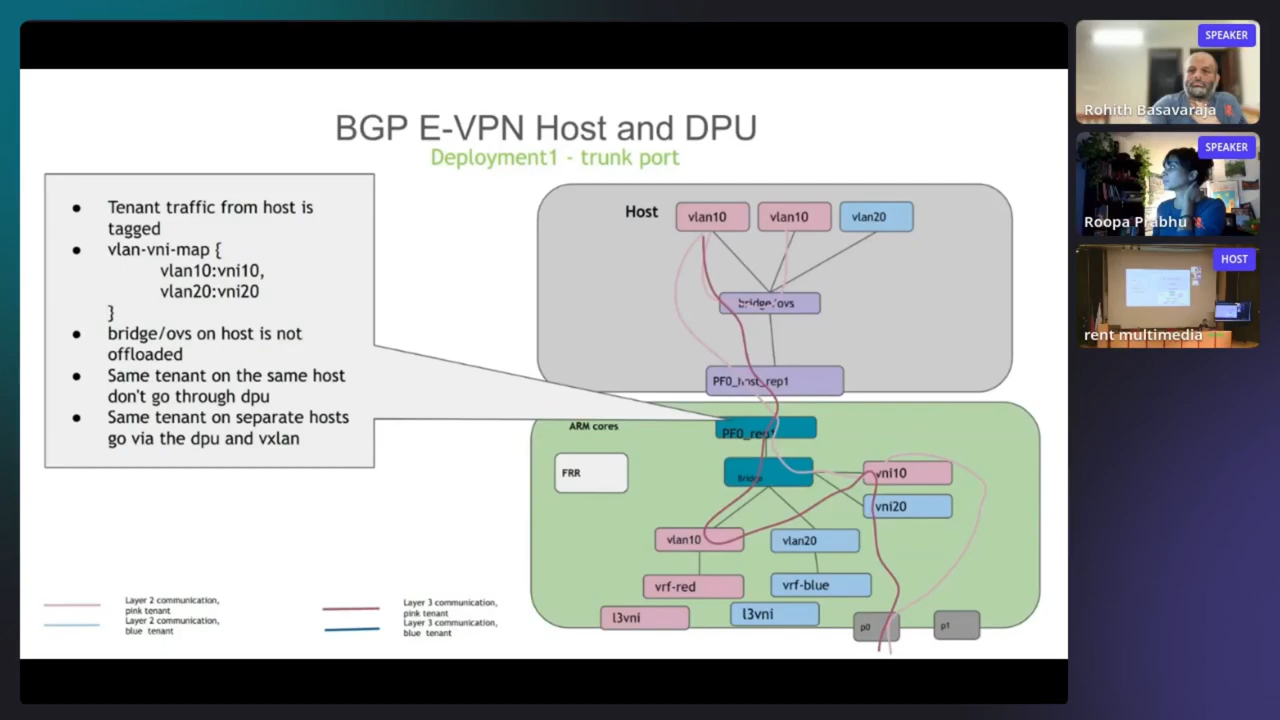 BGP E-VPN Host and DPU
Deployment1 - trunk port
Tenant traffic from host is
tagged
vlan-vni-map {
vlan10:vni10,
vlan20:vni20
}
bridge/ovs on host is not
offloaded
Same tenant on the same host
don't go through dpu
Same tenant on separate hosts
go via the dpu and vxlan
Host
vlan10
vlan10
vlan20
bridge/ovs
PF0_host_rep1
ARM cores
PF0_rep1
FRR
Bridge
vni10
vni20
vlan10
vlan20
vrf-red
vrf-blue
l3vni
l3vni
p0
p1
Layer 2 communication,
pink tenant
Layer 2 communication,
blue tenant
Layer 3 communication,
pink tenant
Layer 3 communication,
blue tenant
SPEAKER
Rohith Basavaraja
SPEAKER
Roopa Prabhu
HOST
rent multimedia